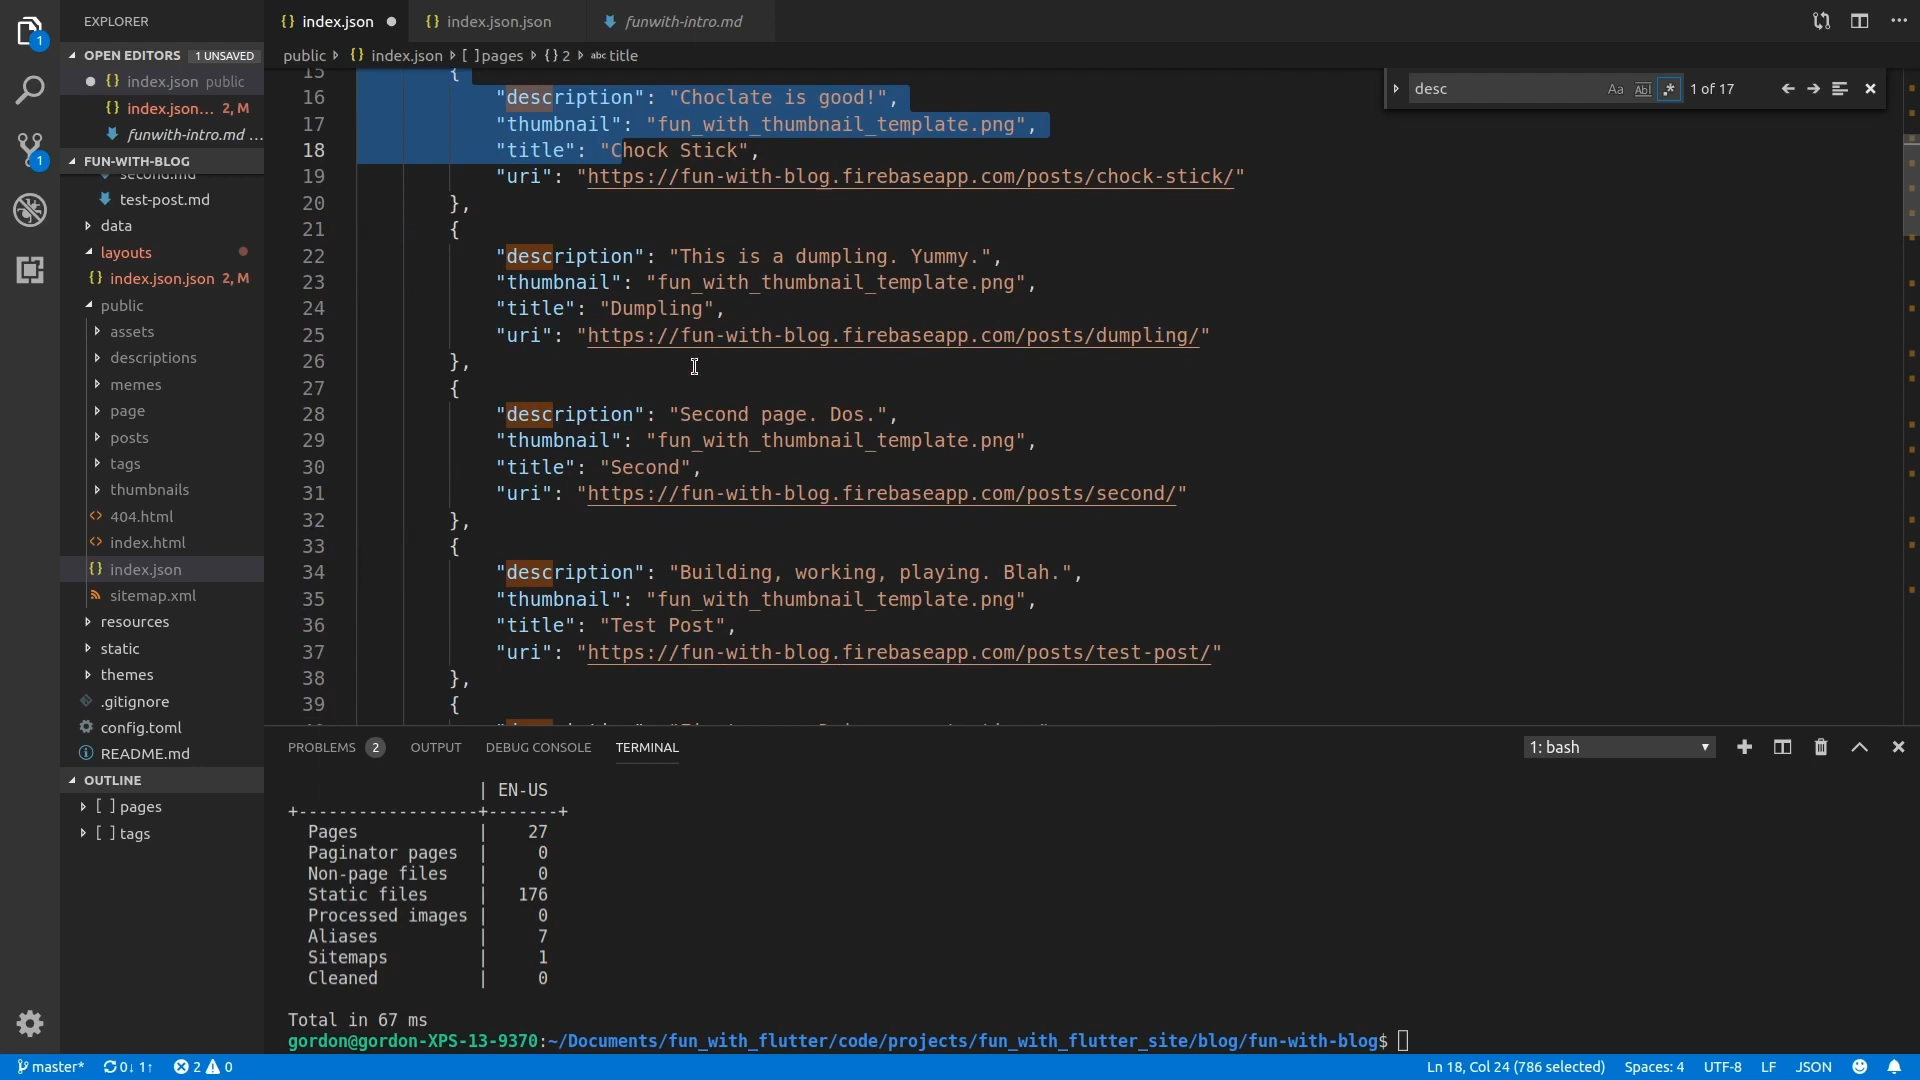 EXPLORER
OPEN EDITORS 1 UNSAVED
index.json public
index.json... 2, M
funwith-intro.md ...
FUN-WITH-BLOG
second.md
test-post.md
data
layouts
index.json.json 2, M
public
assets
descriptions
memes
page
posts
tags
thumbnails
404.html
index.html
index.json
sitemap.xml
resources
static
themes
.gitignore
config.toml
README.md
OUTLINE
[ ] pages
[ ] tags
index.json
index.json.json
funwith-intro.md
public index.json [ ] pages { } 2 abc title
desc Aa Abl .* 1 of 17
15 {
16 "description": "Choclate is good!",
17 "thumbnail": "fun_with_thumbnail_template.png",
18 "title": "Chock Stick",
19 "uri": "https://fun-with-blog.firebaseapp.com/posts/chock-stick/"
20 },
21 {
22 "description": "This is a dumpling. Yummy.",
23 "thumbnail": "fun_with_thumbnail_template.png",
24 "title": "Dumpling",
25 "uri": "https://fun-with-blog.firebaseapp.com/posts/dumpling/"
26 },
27 {
28 "description": "Second page. Dos.",
29 "thumbnail": "fun_with_thumbnail_template.png",
30 "title": "Second",
31 "uri": "https://fun-with-blog.firebaseapp.com/posts/second/"
32 },
33 {
34 "description": "Building, working, playing. Blah.",
35 "thumbnail": "fun_with_thumbnail_template.png",
36 "title": "Test Post",
37 "uri": "https://fun-with-blog.firebaseapp.com/posts/test-post/"
38 },
39 {
PROBLEMS 2 OUTPUT DEBUG CONSOLE TERMINAL 1: bash
| EN-US
+------------------+-------+
Pages | 27
Paginator pages | 0
Non-page files | 0
Static files | 176
Processed images | 0
Aliases | 7
Sitemaps | 1
Cleaned | 0
Total in 67 ms
gordon@gordon-XPS-13-9370:~/Documents/fun_with_flutter/code/projects/fun_with_flutter_site/blog/fun-with-blog$
master* 0↓ 1↑ 2 0 Ln 18, Col 24 (786 selected) Spaces: 4 UTF-8 LF JSON